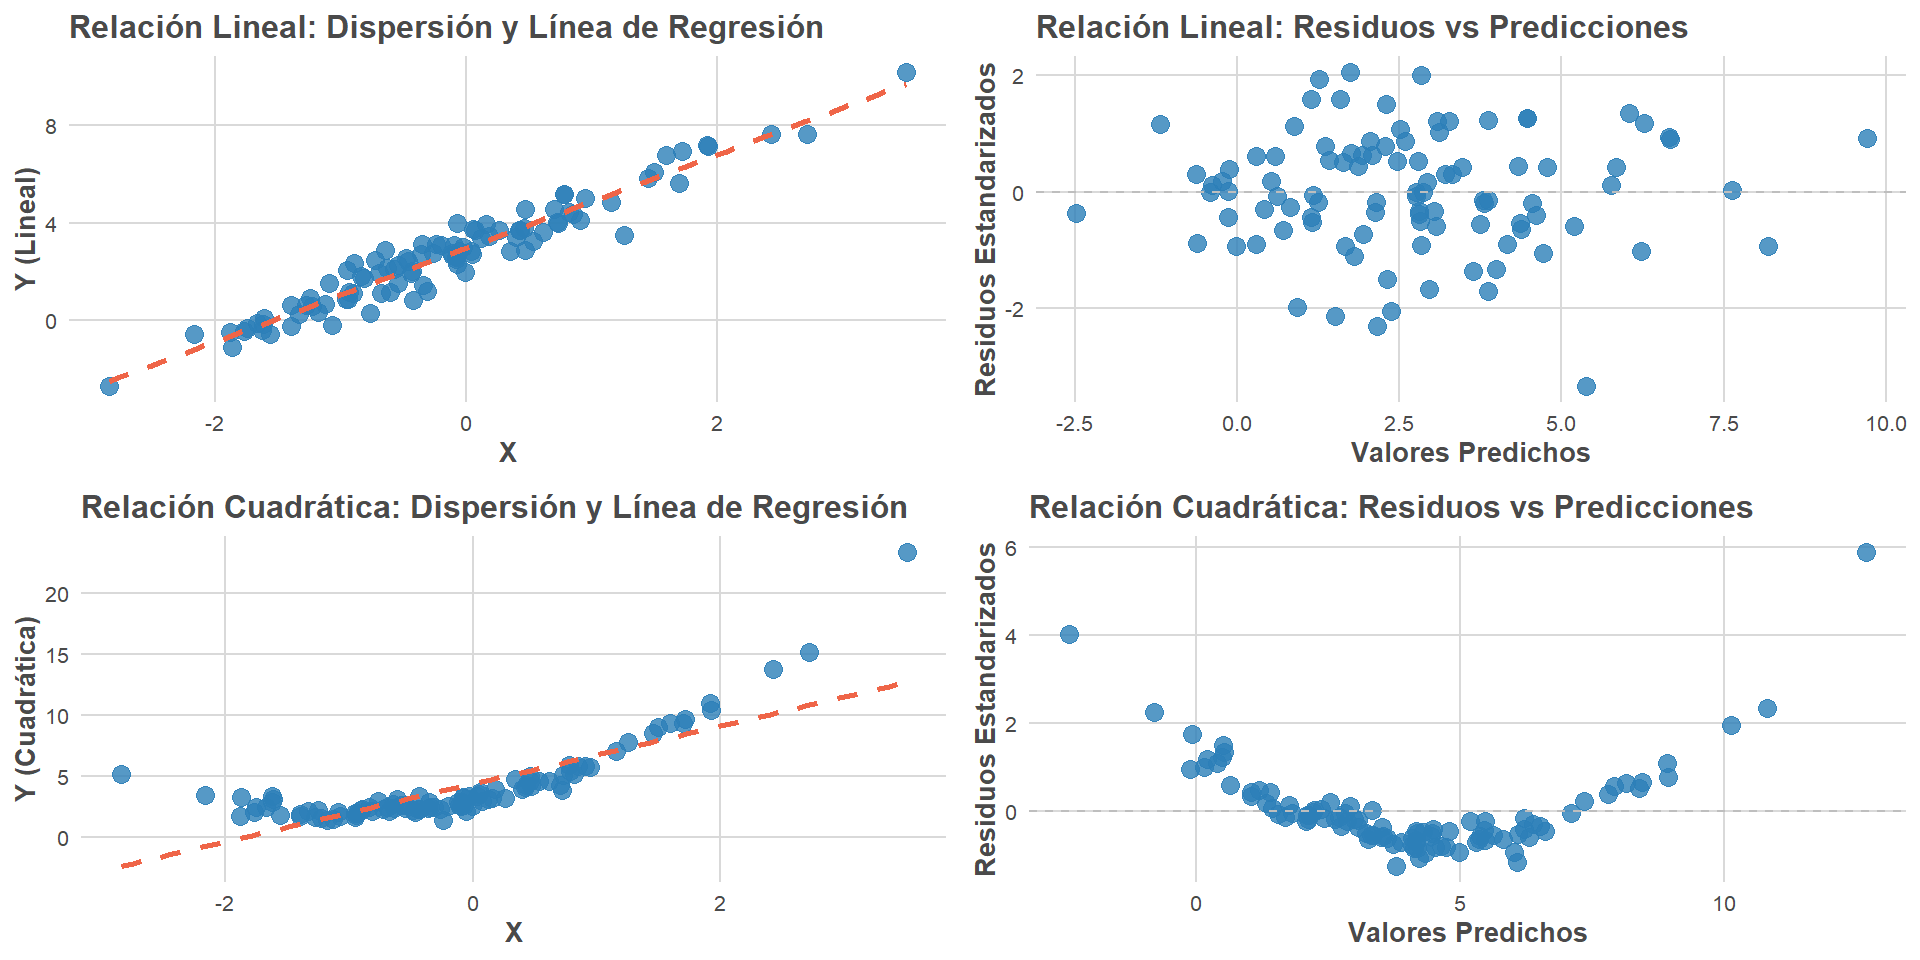 Relación Lineal: Dispersión y Línea de Regresión
Y (Lineal)
8
4
0
-2
0
2
X
Relación Lineal: Residuos vs Predicciones
Residuos Estandarizados
2
0
-2
-2.5
0.0
2.5
5.0
7.5
10.0
Valores Predichos
Relación Cuadrática: Dispersión y Línea de Regresión
Y (Cuadrática)
20
15
10
5
0
-2
0
2
X
Relación Cuadrática: Residuos vs Predicciones
Residuos Estandarizados
6
4
2
0
0
5
10
Valores Predichos